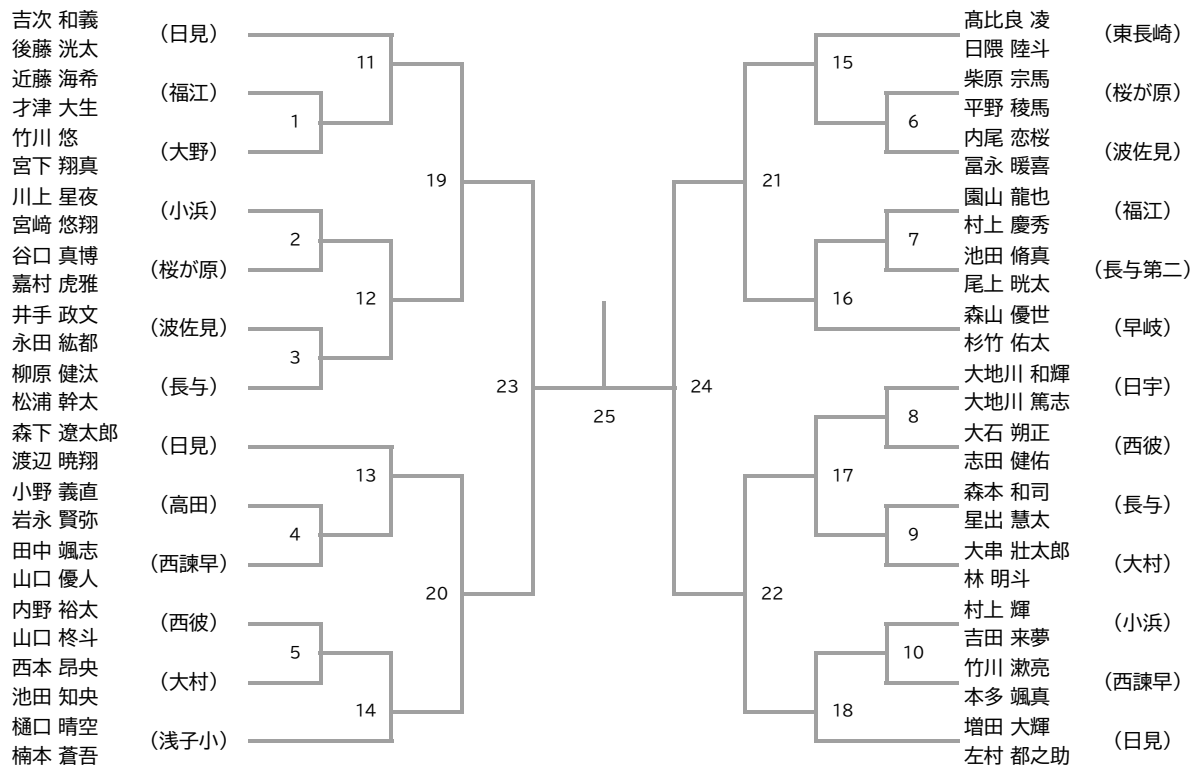 吉次 和義
(日見)
後藤 洸太
近藤 海希
(福江)
才津 大生
竹川 悠
(大野)
宮下 翔真
川上 星夜
(小浜)
宮﨑 悠翔
谷口 真博
(桜が原)
嘉村 虎雅
井手 政文
(波佐見)
永田 紘都
柳原 健汰
(長与)
松浦 幹太
森下 遼太郎
(日見)
渡辺 暁翔
小野 義直
(高田)
岩永 賢弥
田中 颯志
(西諫早)
山口 優人
内野 裕太
(西彼)
山口 柊斗
西本 昂央
(大村)
池田 知央
樋口 晴空
(浅子小)
楠本 蒼吾
11
1
19
2
12
3
23
13
4
20
5
14
25
15
6
21
7
16
24
8
17
9
22
10
18
髙比良 凌
(東長崎)
日隈 陸斗
柴原 宗馬
(桜が原)
平野 稜馬
内尾 恋桜
(波佐見)
冨永 暖喜
園山 龍也
(福江)
村上 慶秀
池田 脩真
(長与第二)
尾上 晄太
森山 優世
(早岐)
杉竹 佑太
大地川 和輝
(日宇)
大地川 篤志
大石 朔正
(西彼)
志田 健佑
森本 和司
(長与)
星出 慧太
大串 壯太郎
(大村)
林 明斗
村上 輝
(小浜)
吉田 来夢
竹川 漱亮
(西諫早)
本多 颯真
増田 大輝
(日見)
左村 都之助